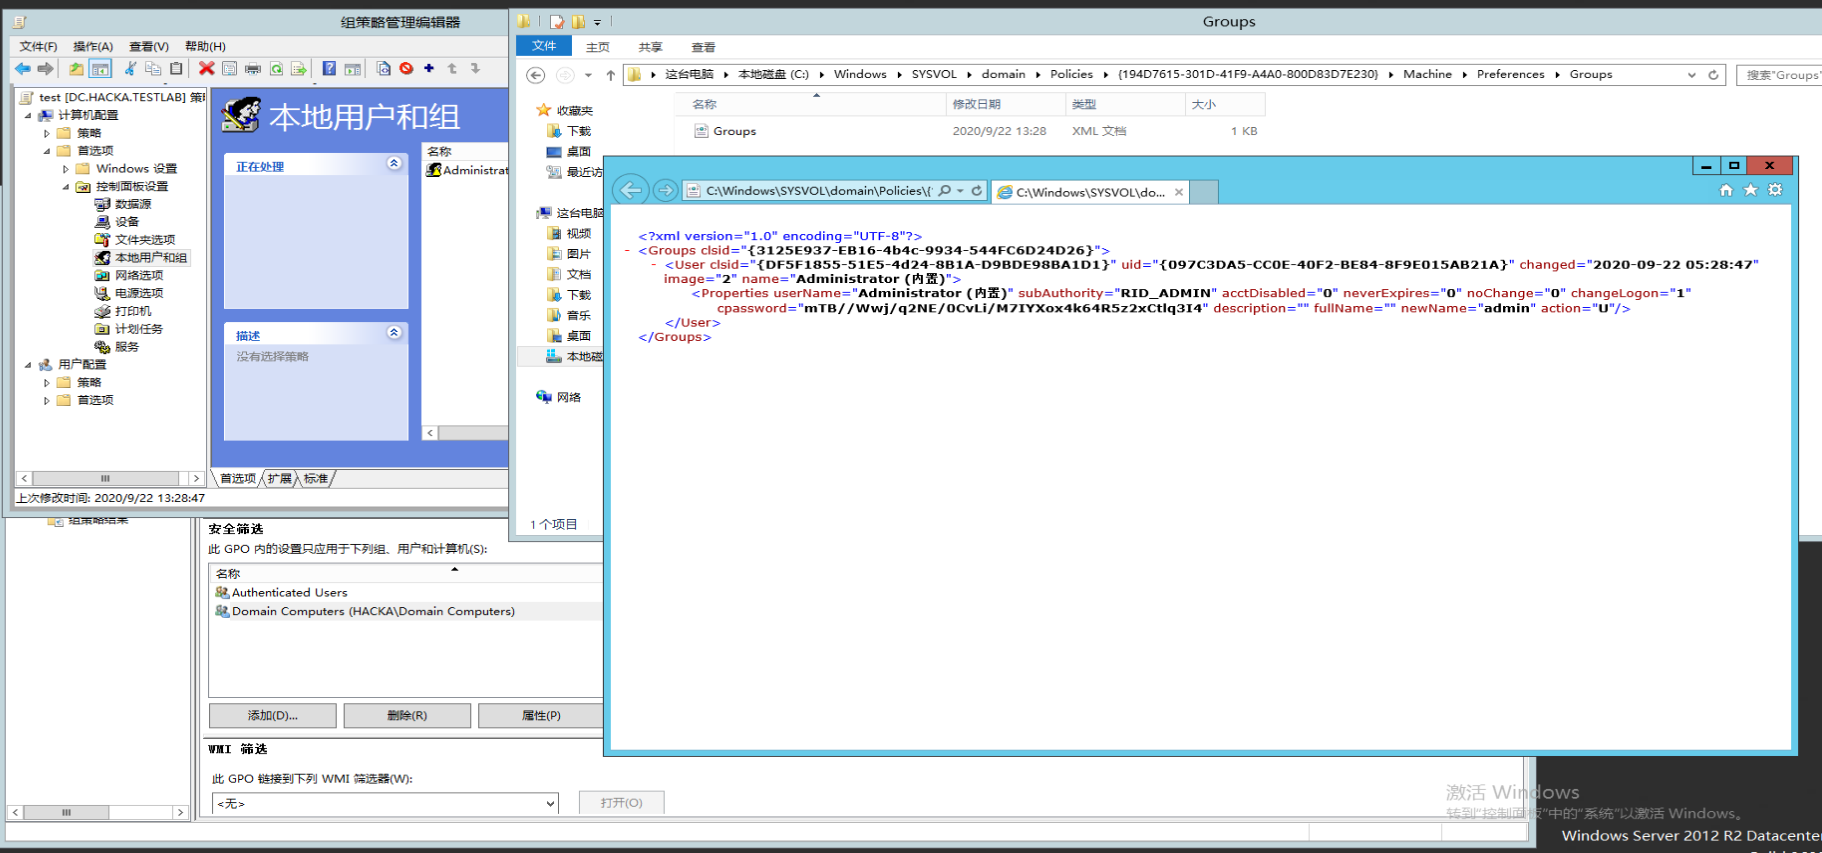 组策略管理编辑器
文件(F) 操作(A) 查看(V) 帮助(H)
test [DC.HACKA.TESTLAB] 策
计算机配置
策略
首选项
Windows 设置
控制面板设置
数据源
设备
文件夹选项
本地用户和组
网络选项
电源选项
打印机
计划任务
服务
用户配置
策略
首选项
本地用户和组
正在处理
描述
没有选择策略
名称
Administrat
首选项 扩展 标准
上次修改时间: 2020/9/22 13:28:47
Groups
文件 主页 共享 查看
这台电脑 本地磁盘 (C:) Windows SYSVOL domain Policies {194D7615-301D-41F9-A4A0-800D83D7E230} Machine Preferences Groups
搜索"Groups"
收藏夹
下载
桌面
最近访
这台电脑
视频
图片
文档
下载
音乐
桌面
本地磁
网络
1 个项目
名称 修改日期 类型 大小
Groups 2020/9/22 13:28 XML 文档 1 KB
C:\Windows\SYSVOL\domain\Policies\{
C:\Windows\SYSVOL\do...
<?xml version="1.0" encoding="UTF-8"?>
- <Groups clsid="{3125E937-EB16-4b4c-9934-544FC6D24D26}">
- <User clsid="{DF5F1855-51E5-4d24-8B1A-D9BDE98BA1D1}" uid="{097C3DA5-CC0E-40F2-BE84-8F9E015AB21A}" changed="2020-09-22 05:28:47"
image="2" name="Administrator (内置)">
<Properties userName="Administrator (内置)" subAuthority="RID_ADMIN" acctDisabled="0" neverExpires="0" noChange="0" changeLogon="1"
cpassword="mTB//Wwj/q2NE/0CvLi/M7IYXox4k64R5z2xCtlq3I4" description="" fullName="" newName="admin" action="U"/>
</User>
</Groups>
组策略结果
安全筛选
此 GPO 内的设置只应用于下列组、用户和计算机(S):
名称
Authenticated Users
Domain Computers (HACKA\Domain Computers)
添加(D)... 删除(R) 属性(P)
WMI 筛选
此 GPO 链接到下列 WMI 筛选器(W):
<无> 打开(O)
激活 Windows
转到"控制面板"中的"系统"以激活 Windows。
Windows Server 2012 R2 Datacenter